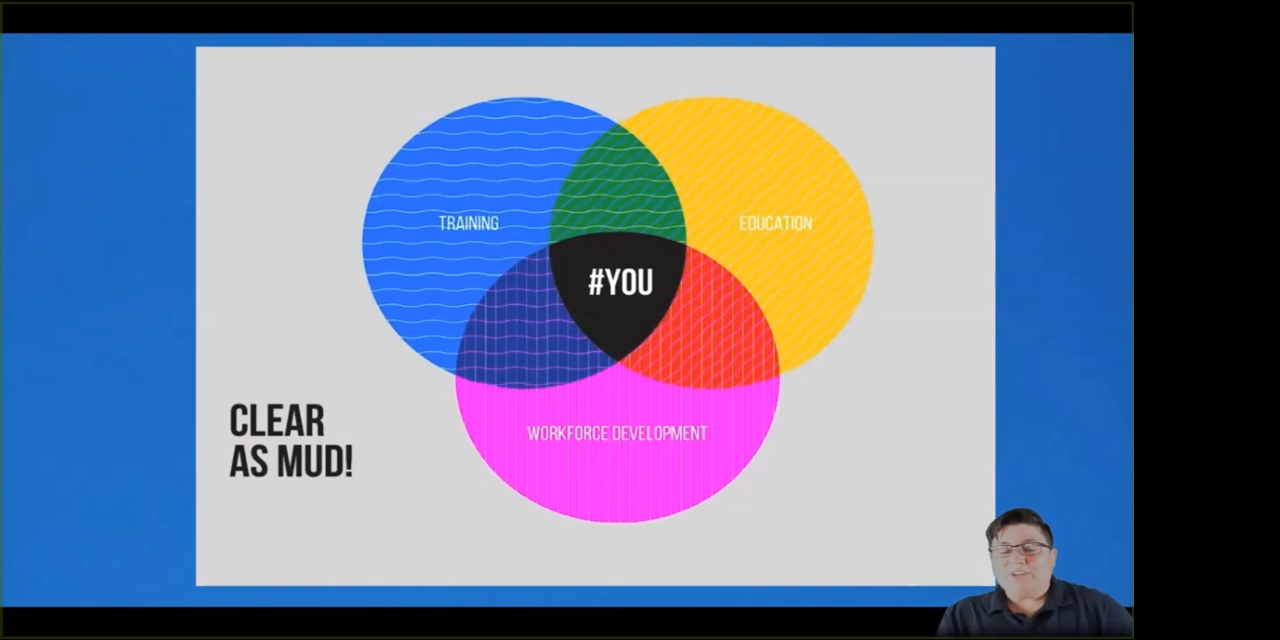 TRAINING
EDUCATION
#YOU
CLEAR
AS MUD!
WORKFORCE DEVELOPMENT